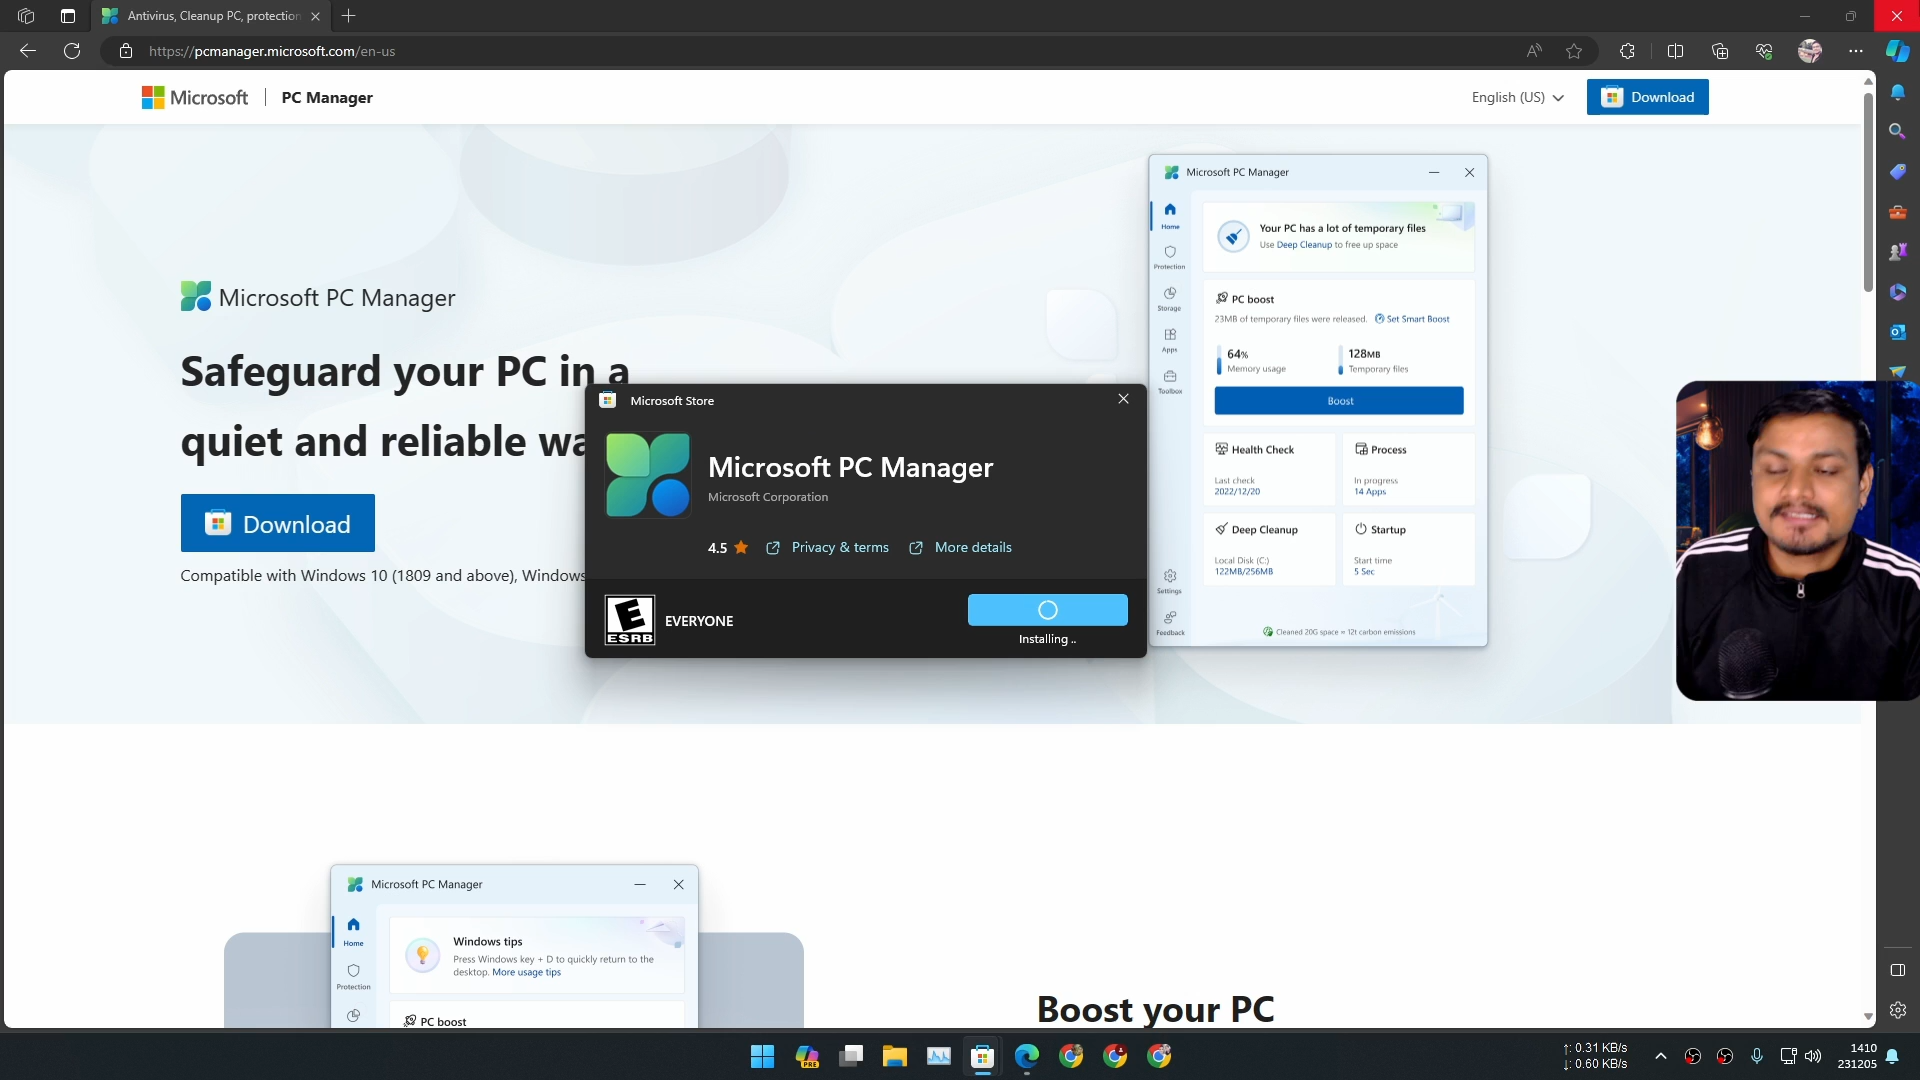 Antivirus, Cleanup PC, protection
https://pcmanager.microsoft.com/en-us
Microsoft
PC Manager
English (US)
Download
Microsoft PC Manager
Safeguard your PC in a
quiet and reliable wa
Download
Compatible with Windows 10 (1809 and above), Windows
Microsoft Store
Microsoft PC Manager
Microsoft Corporation
4.5
Privacy & terms
More details
E
ESRB
EVERYONE
Installing ..
Microsoft PC Manager
Home
Protection
Storage
Apps
Toolbox
Settings
Feedback
Your PC has a lot of temporary files
Use Deep Cleanup to free up space
PC boost
23MB of temporary files were released.
Set Smart Boost
64%
Memory usage
128MB
Temporary files
Boost
Health Check
Last check
2022/12/20
Process
In progress
14 Apps
Deep Cleanup
Local Disk (C:)
122MB/256MB
Startup
Start time
5 Sec
Cleaned 20G space = 12t carbon emissions
Microsoft PC Manager
Home
Protection
Windows tips
Press Windows key + D to quickly return to the
desktop. More usage tips
PC boost
Boost your PC
PRE
↑: 0.31 KB/s
↓: 0.60 KB/s
1410
231205